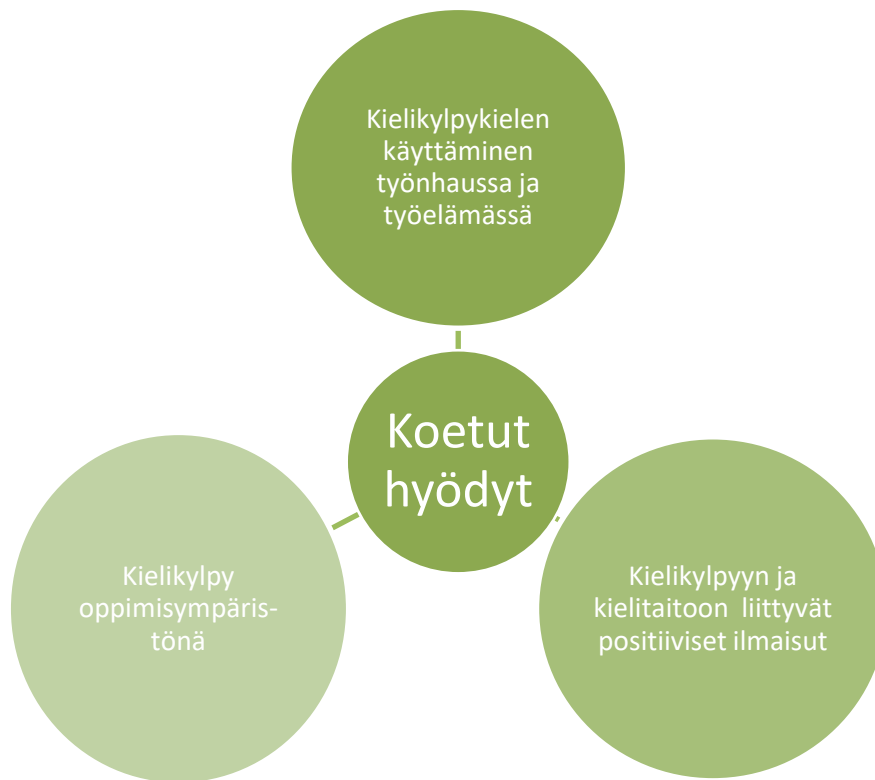 Kielikylpykielen
käyttäminen
työnhaussa ja
työelämässä
Koetut
hyödyt
Kielikylpy
oppimisympäris-
tönä
Kielikylpyyn ja
kielitaitoon liittyvät
positiiviset ilmaisut